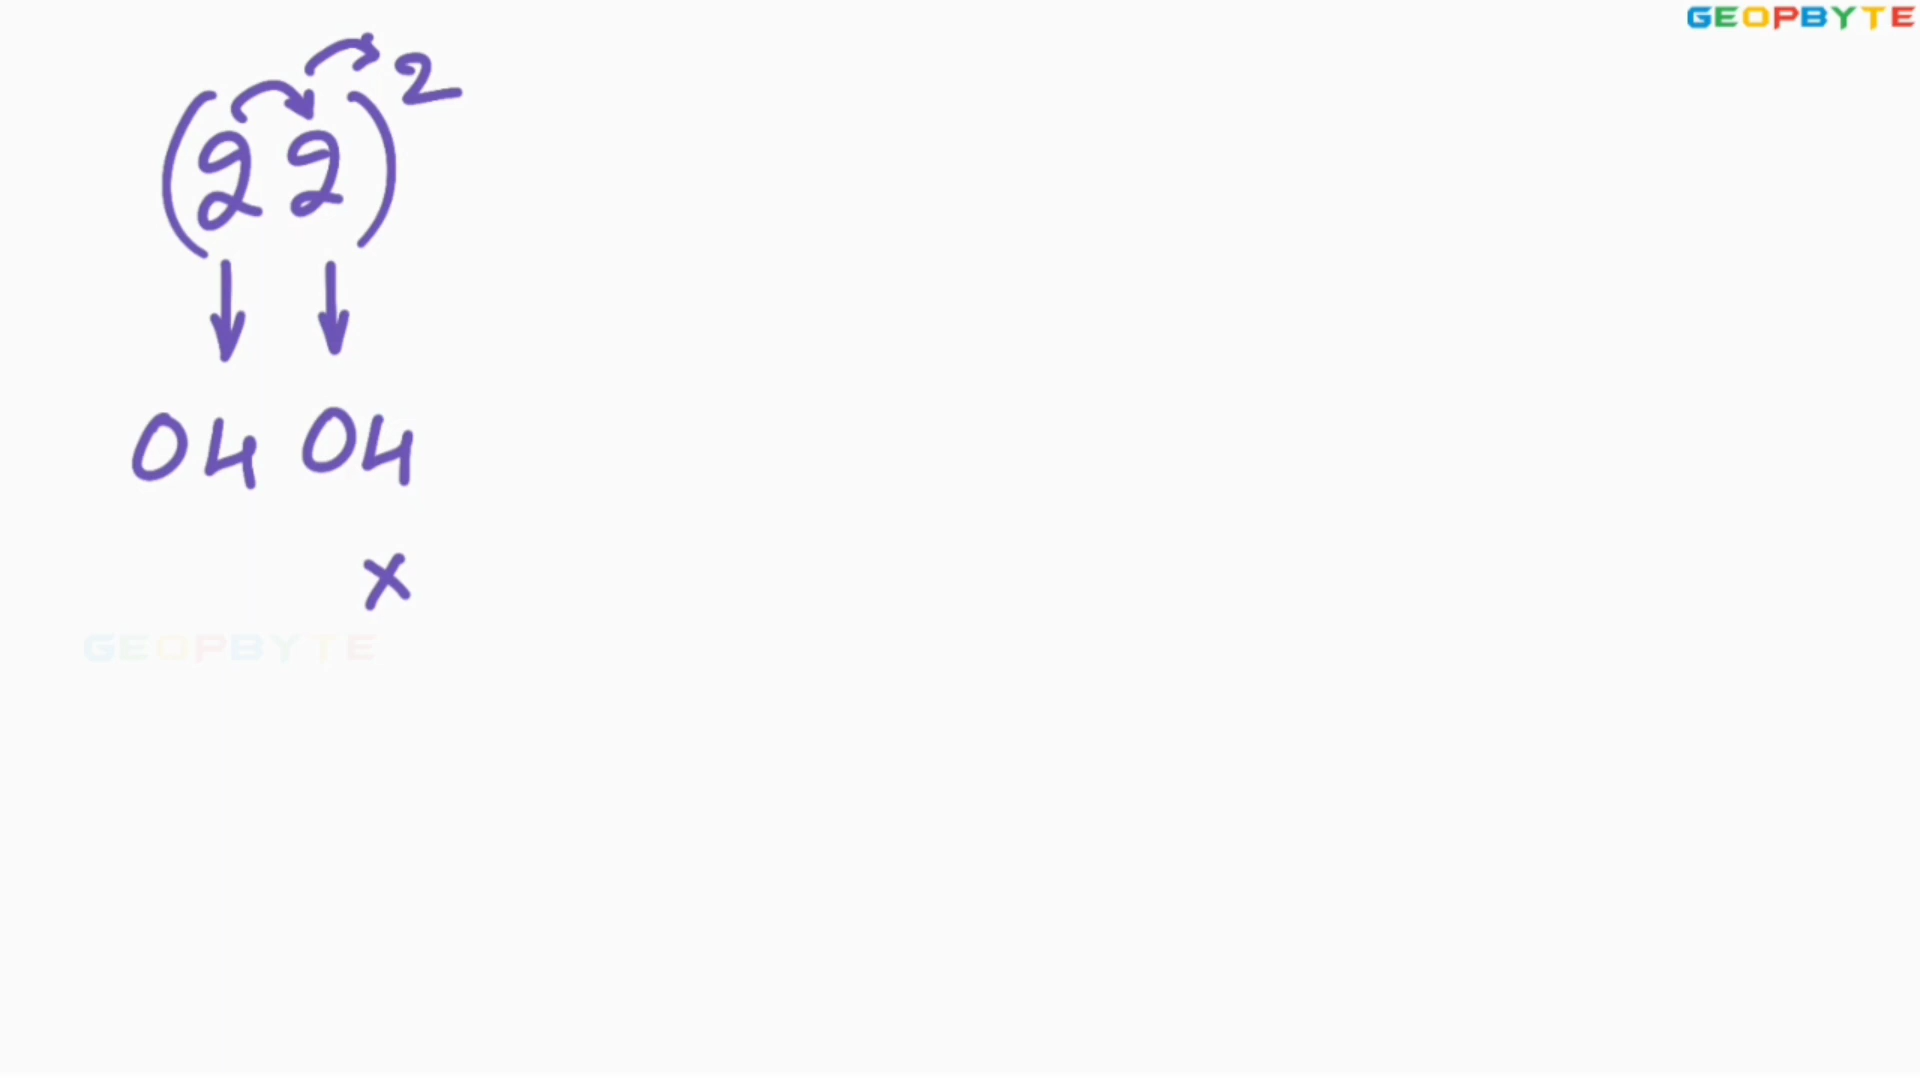 GEOPBYTE
(22)²
04 04
x
GEOPBYTE